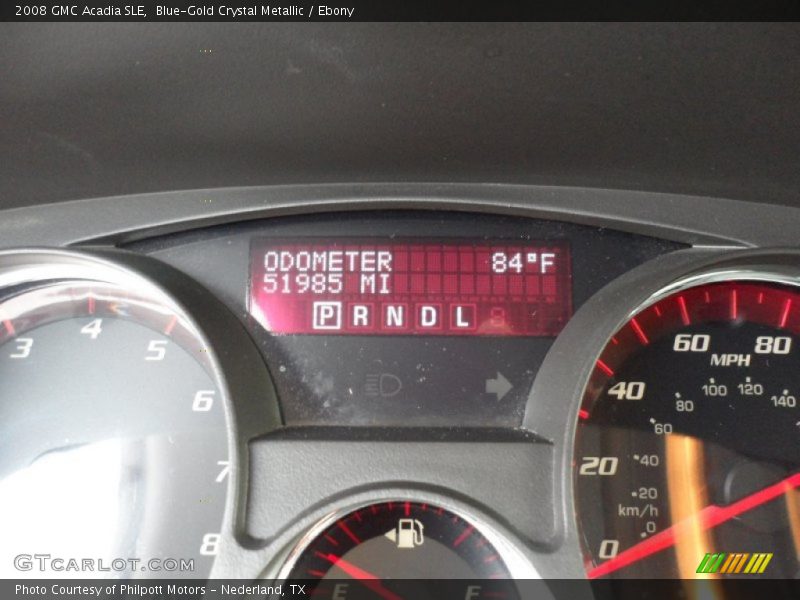 2008 GMC Acadia SLE, Blue-Gold Crystal Metallic / Ebony
ODOMETER 84°F
51985 MI
P R N D L
3 4 5 6 7 8
0 20 40 60 80
MPH
0 20 40 60 80 100 120 140
km/h
E F
GTCARLOT.COM
Photo Courtesy of Philpott Motors - Nederland, TX